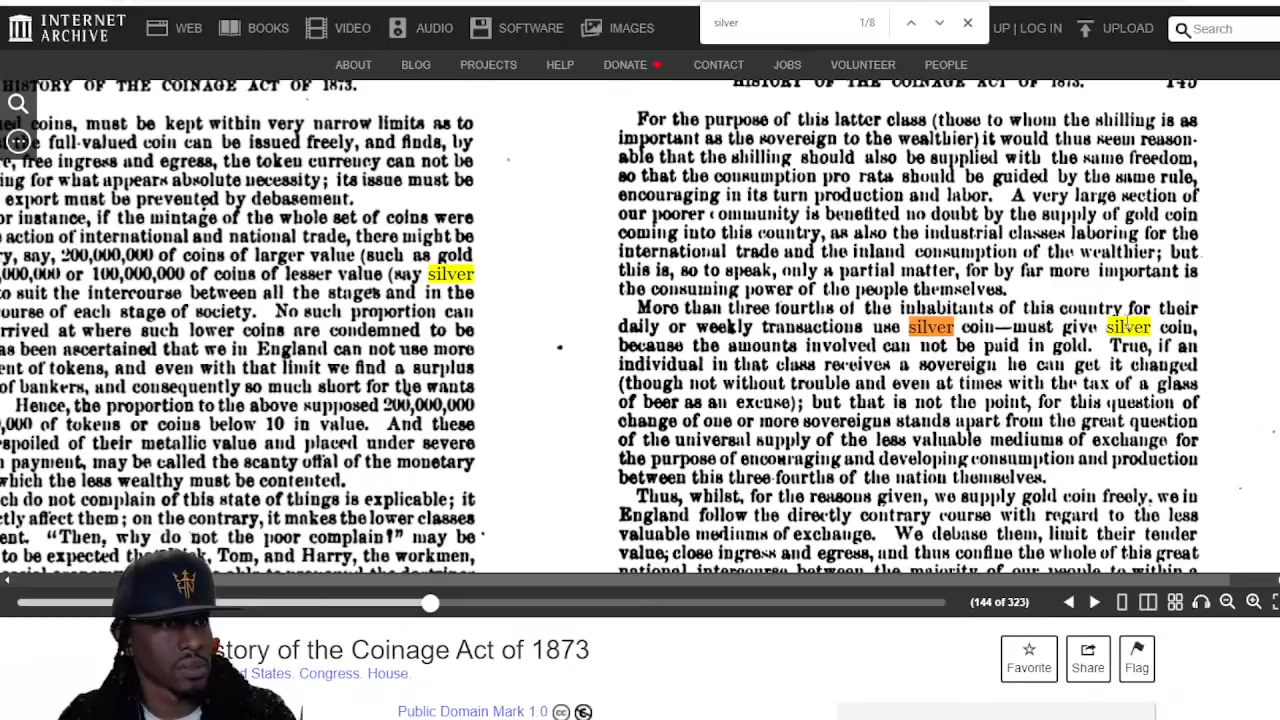 INTERNET
ARCHIVE
WEB
BOOKS
VIDEO
AUDIO
SOFTWARE
IMAGES
silver
1/8
UP | LOG IN
UPLOAD
Search
ABOUT
BLOG
PROJECTS
HELP
DONATE
CONTACT
JOBS
VOLUNTEER
PEOPLE
HISTORY OF THE COINAGE ACT OF 1873.
coins, must be kept within very narrow limits as to
full-valued coin can be issued freely, and finds, by
free ingress and egress, the token currency can not be
ing for what appears absolute necessity; its issue must be
export must be prevented by debasement.
or instance, if the mintage of the whole set of coins were
action of international and national trade, there might be
ry, say, 200,000,000 of coins of larger value (such as gold
,000,000 or 100,000,000 of coins of lesser value (say silver
to suit the intercourse between all the stages and in the
course of each stage of society. No such proportion can
rrived at where such lower coins are condemned to be
as been ascertained that we in England can not use more
ent of tokens, and even with that limit we find a surplus
of bankers, and consequently so much short for the wants
Hence, the proportion to the above supposed 200,000,000
,000 of tokens or coins below 10 in value. And these
spoiled of their metallic value and placed under severe
n payment, may be called the scanty offal of the monetary
which the less wealthy must be contented.
ch do not complain of this state of things is explicable; it
ctly affect them; on the contrary, it makes the lower classes
ent. "Then, why do not the poor complain?" may be
to be expected Tom, and Harry, the workmen,
HISTORY OF THE COINAGE ACT OF 1873. 145
For the purpose of this latter class (those to whom the shilling is as
important as the sovereign to the wealthier) it would thus seem reason-
able that the shilling should also be supplied with the same freedom,
so that the consumption pro rata should be guided by the same rule,
encouraging in its turn production and labor. A very large section of
our poorer community is benefited no doubt by the supply of gold coin
coming into this country, as also the industrial classes laboring for the
international trade and the inland consumption of the wealthier; but
this is, so to speak, only a partial matter, for by far more important is
the consuming power of the people themselves.
More than three fourths of the inhabitants of this country for their
daily or weekly transactions use silver coin—must give silver coin,
because the amounts involved can not be paid in gold. True, if an
individual in that class receives a sovereign he can get it changed
(though not without trouble and even at times with the tax of a glass
of beer as an excuse); but that is not the point, for this question of
change of one or more sovereigns stands apart from the great question
of the universal supply of the less valuable mediums of exchange for
the purpose of encouraging and developing consumption and production
between this three-fourths of the nation themselves.
Thus, whilst, for the reasons given, we supply gold coin freely, we in
England follow the directly contrary course with regard to the less
valuable mediums of exchange. We debase them, limit their tender
value; close ingress and egress, and thus confine the whole of this great
national intercourse between the majority of our people to within a
(144 of 323)
story of the Coinage Act of 1873
d States. Congress. House.
Favorite
Share
Flag
Public Domain Mark 1.0